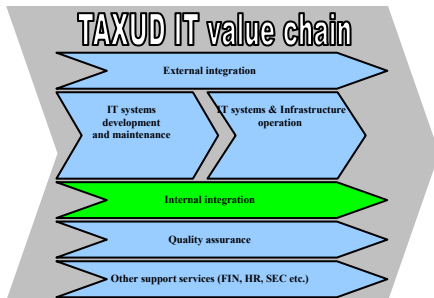 TAXUD IT value chain
External integration
IT systems
development
and maintenance
IT systems & Infrastructure
operation
Internal integration
Quality assurance
Other support services (FIN, HR, SEC etc.)